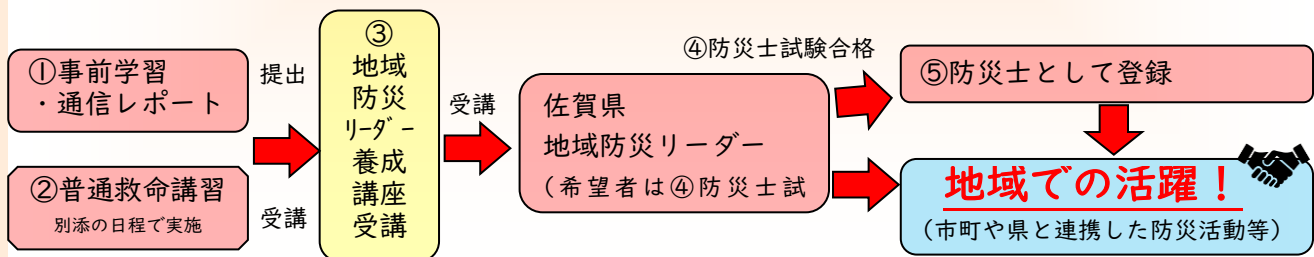 ①事前学習
・通信レポート
提出
②普通救命講習
別添の日程で実施
受講
③
地域
防災
リーダー
養成
講座
受講
受講
佐賀県
地域防災リーダー
(希望者は④防災士試
④防災士試験合格
⑤防災士として登録
地域での活躍！
(市町や県と連携した防災活動等)